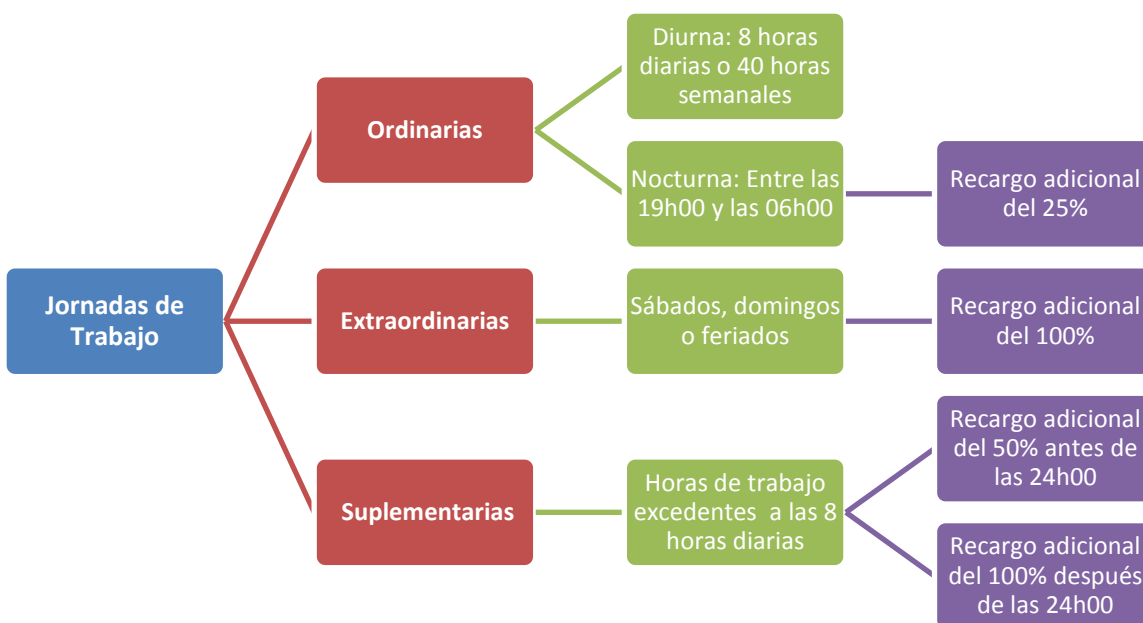 Jornadas de
Trabajo
Ordinarias
Diurna: 8 horas
diarias o 40 horas
semanales
Nocturna: Entre las
19h00 y las 06h00
Recargo adicional
del 25%
Extraordinarias
Sábados, domingos
o feriados
Recargo adicional
del 100%
Suplementarias
Horas de trabajo
excedentes a las 8
horas diarias
Recargo adicional
del 50% antes de
las 24h00
Recargo adicional
del 100% después
de las 24h00